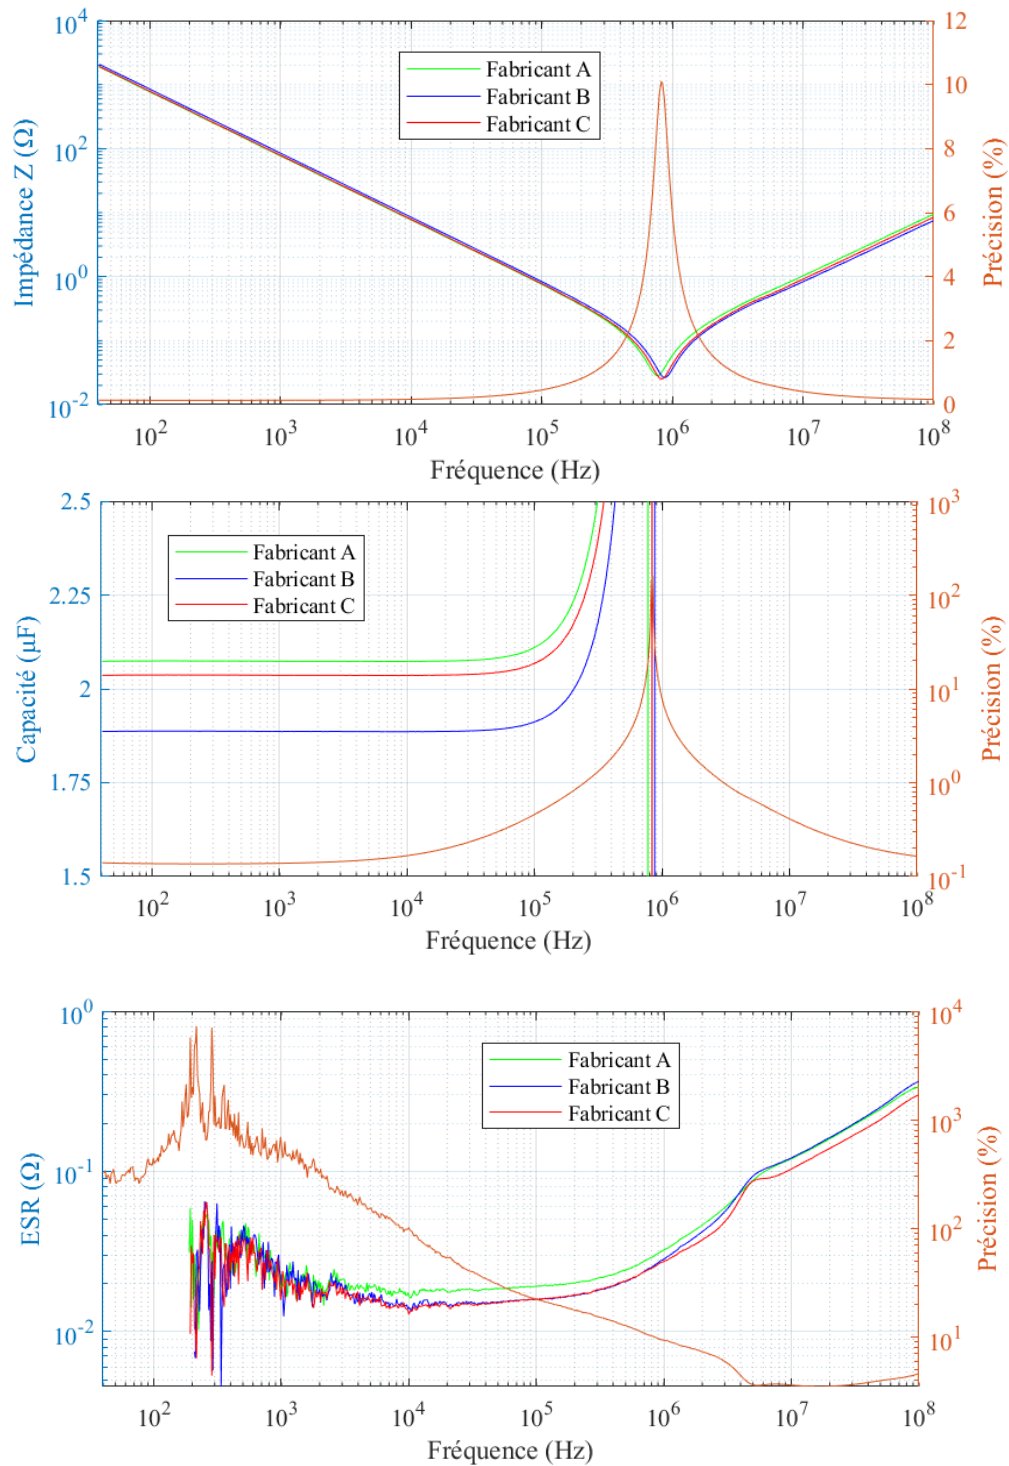 10^4
10^2
10^0
10^-2
Impédance Z (Ω)
Fabricant A
Fabricant B
Fabricant C
12
10
8
6
4
2
0
Précision (%)
10^2 10^3 10^4 10^5 10^6 10^7 10^8
Fréquence (Hz)
2.5
2.25
2
1.75
1.5
Capacité (µF)
Fabricant A
Fabricant B
Fabricant C
10^3
10^2
10^1
10^0
10^-1
Précision (%)
10^2 10^3 10^4 10^5 10^6 10^7 10^8
Fréquence (Hz)
10^0
10^-1
10^-2
ESR (Ω)
Fabricant A
Fabricant B
Fabricant C
10^4
10^3
10^2
10^1
Précision (%)
10^2 10^3 10^4 10^5 10^6 10^7 10^8
Fréquence (Hz)